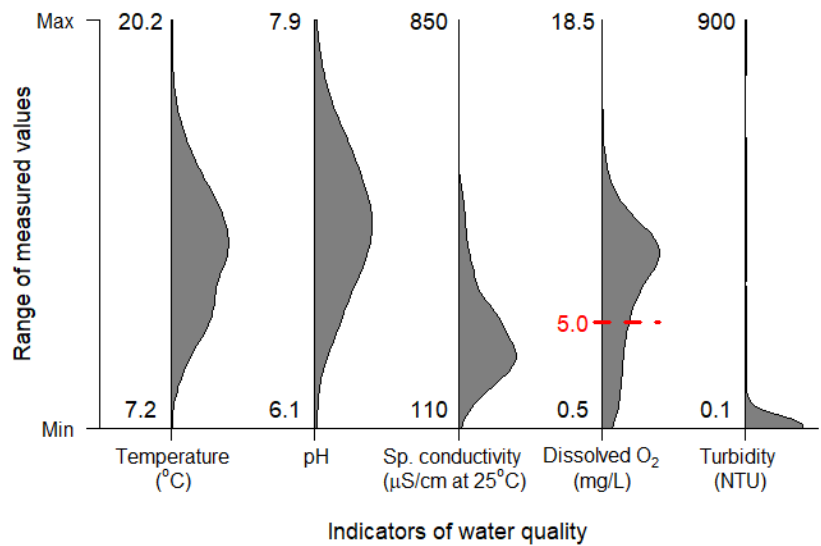 Max 20.2 7.9 850 18.5 900
Range of measured values
5.0
7.2 6.1 110 0.5 0.1
Min
Temperature pH Sp. conductivity Dissolved O₂ Turbidity
(°C) (μS/cm at 25°C) (mg/L) (NTU)
Indicators of water quality